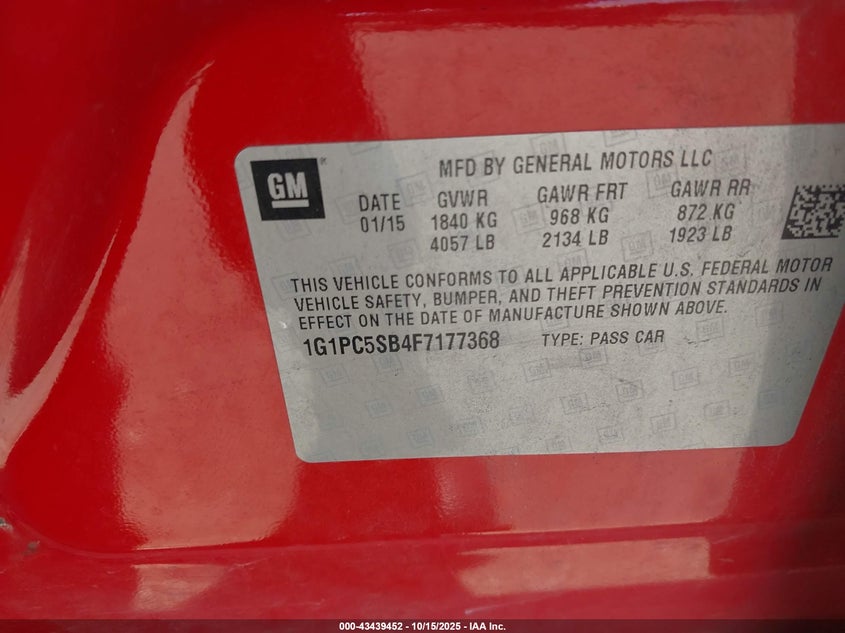 GM
MFD BY GENERAL MOTORS LLC
DATE GVWR GAWR FRT GAWR RR
01/15 1840 KG 968 KG 872 KG
4057 LB 2134 LB 1923 LB
THIS VEHICLE CONFORMS TO ALL APPLICABLE U.S. FEDERAL MOTOR
VEHICLE SAFETY, BUMPER, AND THEFT PREVENTION STANDARDS IN
EFFECT ON THE DATE OF MANUFACTURE SHOWN ABOVE.
1G1PC5SB4F7177368 TYPE: PASS CAR
000-43439452 - 10/15/2025 - IAA Inc.